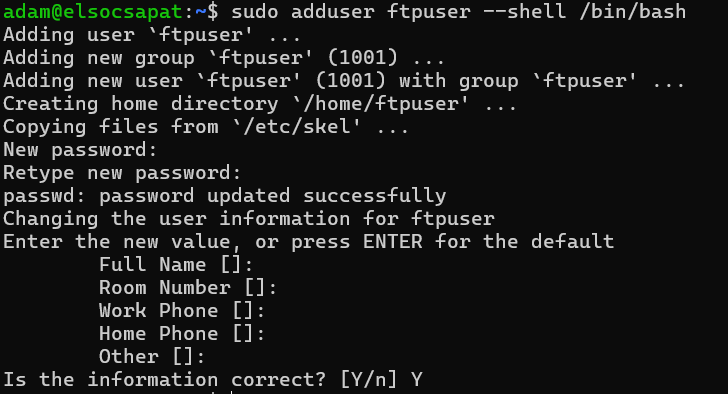 adam@elsocsapat:~$ sudo adduser ftpuser --shell /bin/bash
Adding user `ftpuser' ...
Adding new group `ftpuser' (1001) ...
Adding new user `ftpuser' (1001) with group `ftpuser' ...
Creating home directory `/home/ftpuser' ...
Copying files from `/etc/skel' ...
New password:
Retype new password:
passwd: password updated successfully
Changing the user information for ftpuser
Enter the new value, or press ENTER for the default
        Full Name []:
        Room Number []:
        Work Phone []:
        Home Phone []:
        Other []:
Is the information correct? [Y/n] Y